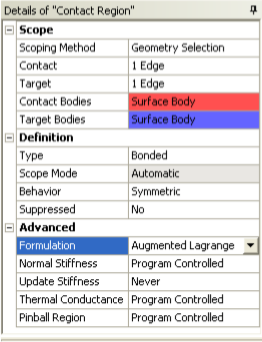 Details of "Contact Region"
Scope
Scoping Method Geometry Selection
Contact 1 Edge
Target 1 Edge
Contact Bodies Surface Body
Target Bodies Surface Body
Definition
Type Bonded
Scope Mode Automatic
Behavior Symmetric
Suppressed No
Advanced
Formulation Augmented Lagrange
Normal Stiffness Program Controlled
Update Stiffness Never
Thermal Conductance Program Controlled
Pinball Region Program Controlled